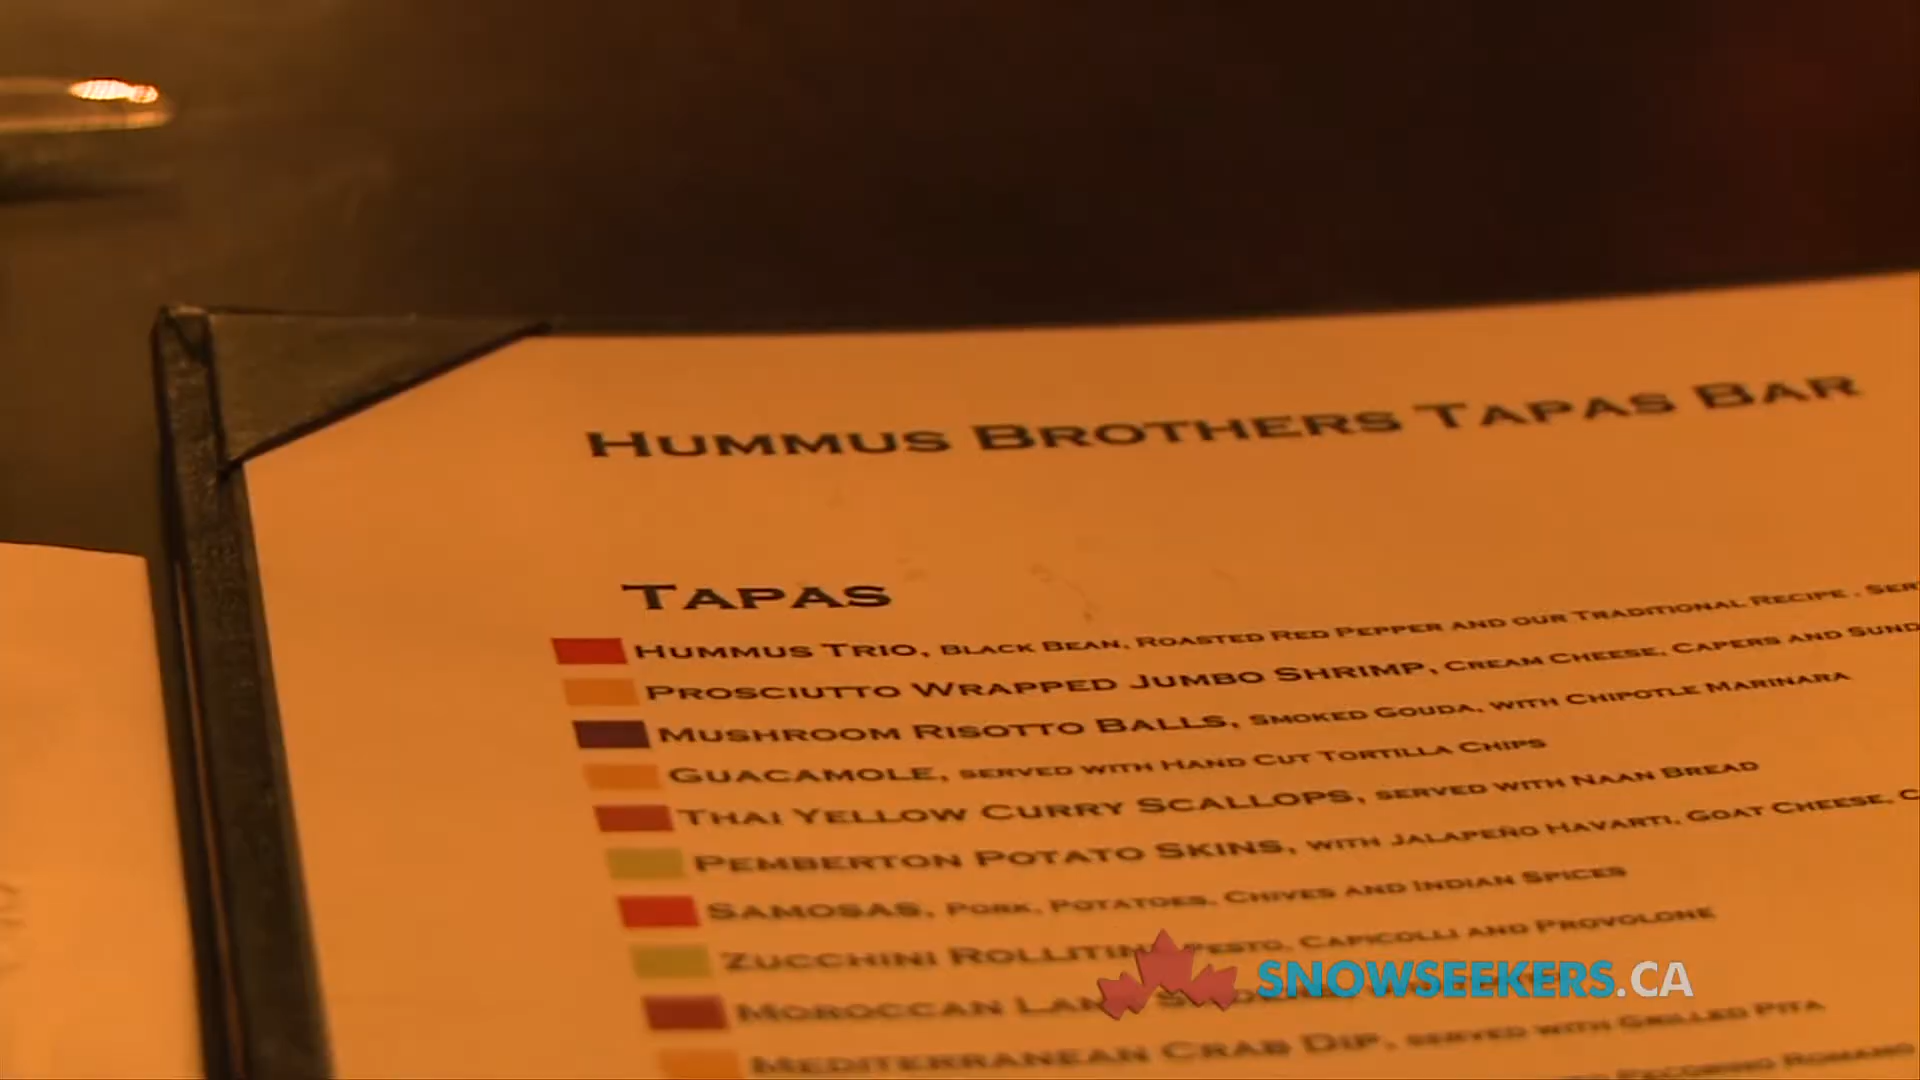 HUMMUS BROTHERS TAPAS BAR
TAPAS
HUMMUS TRIO, BLACK BEAN, ROASTED RED PEPPER AND OUR TRADITIONAL RECIPE . SER
PROSCIUTTO WRAPPED JUMBO SHRIMP, CREAM CHEESE, CAPERS AND SUND
MUSHROOM RISOTTO BALLS, SMOKED GOUDA, WITH CHIPOTLE MARINARA
GUACAMOLE, SERVED WITH HAND CUT TORTILLA CHIPS
THAI YELLOW CURRY SCALLOPS, SERVED WITH NAAN BREAD
PEMBERTON POTATO SKINS, WITH JALAPEÑO HAVARTI, GOAT CHEESE, C
SAMOSAS, PORK, POTATOES, CHIVES AND INDIAN SPICES
ZUCCHINI ROLLITINI PESTO, CAPICOLLI AND PROVOLONE
MOROCCAN
MEDITERRANEAN CRAB DIP, SERVED WITH GRILLED PITA
PECORINO ROMANO
SNOWSEEKERS.CA